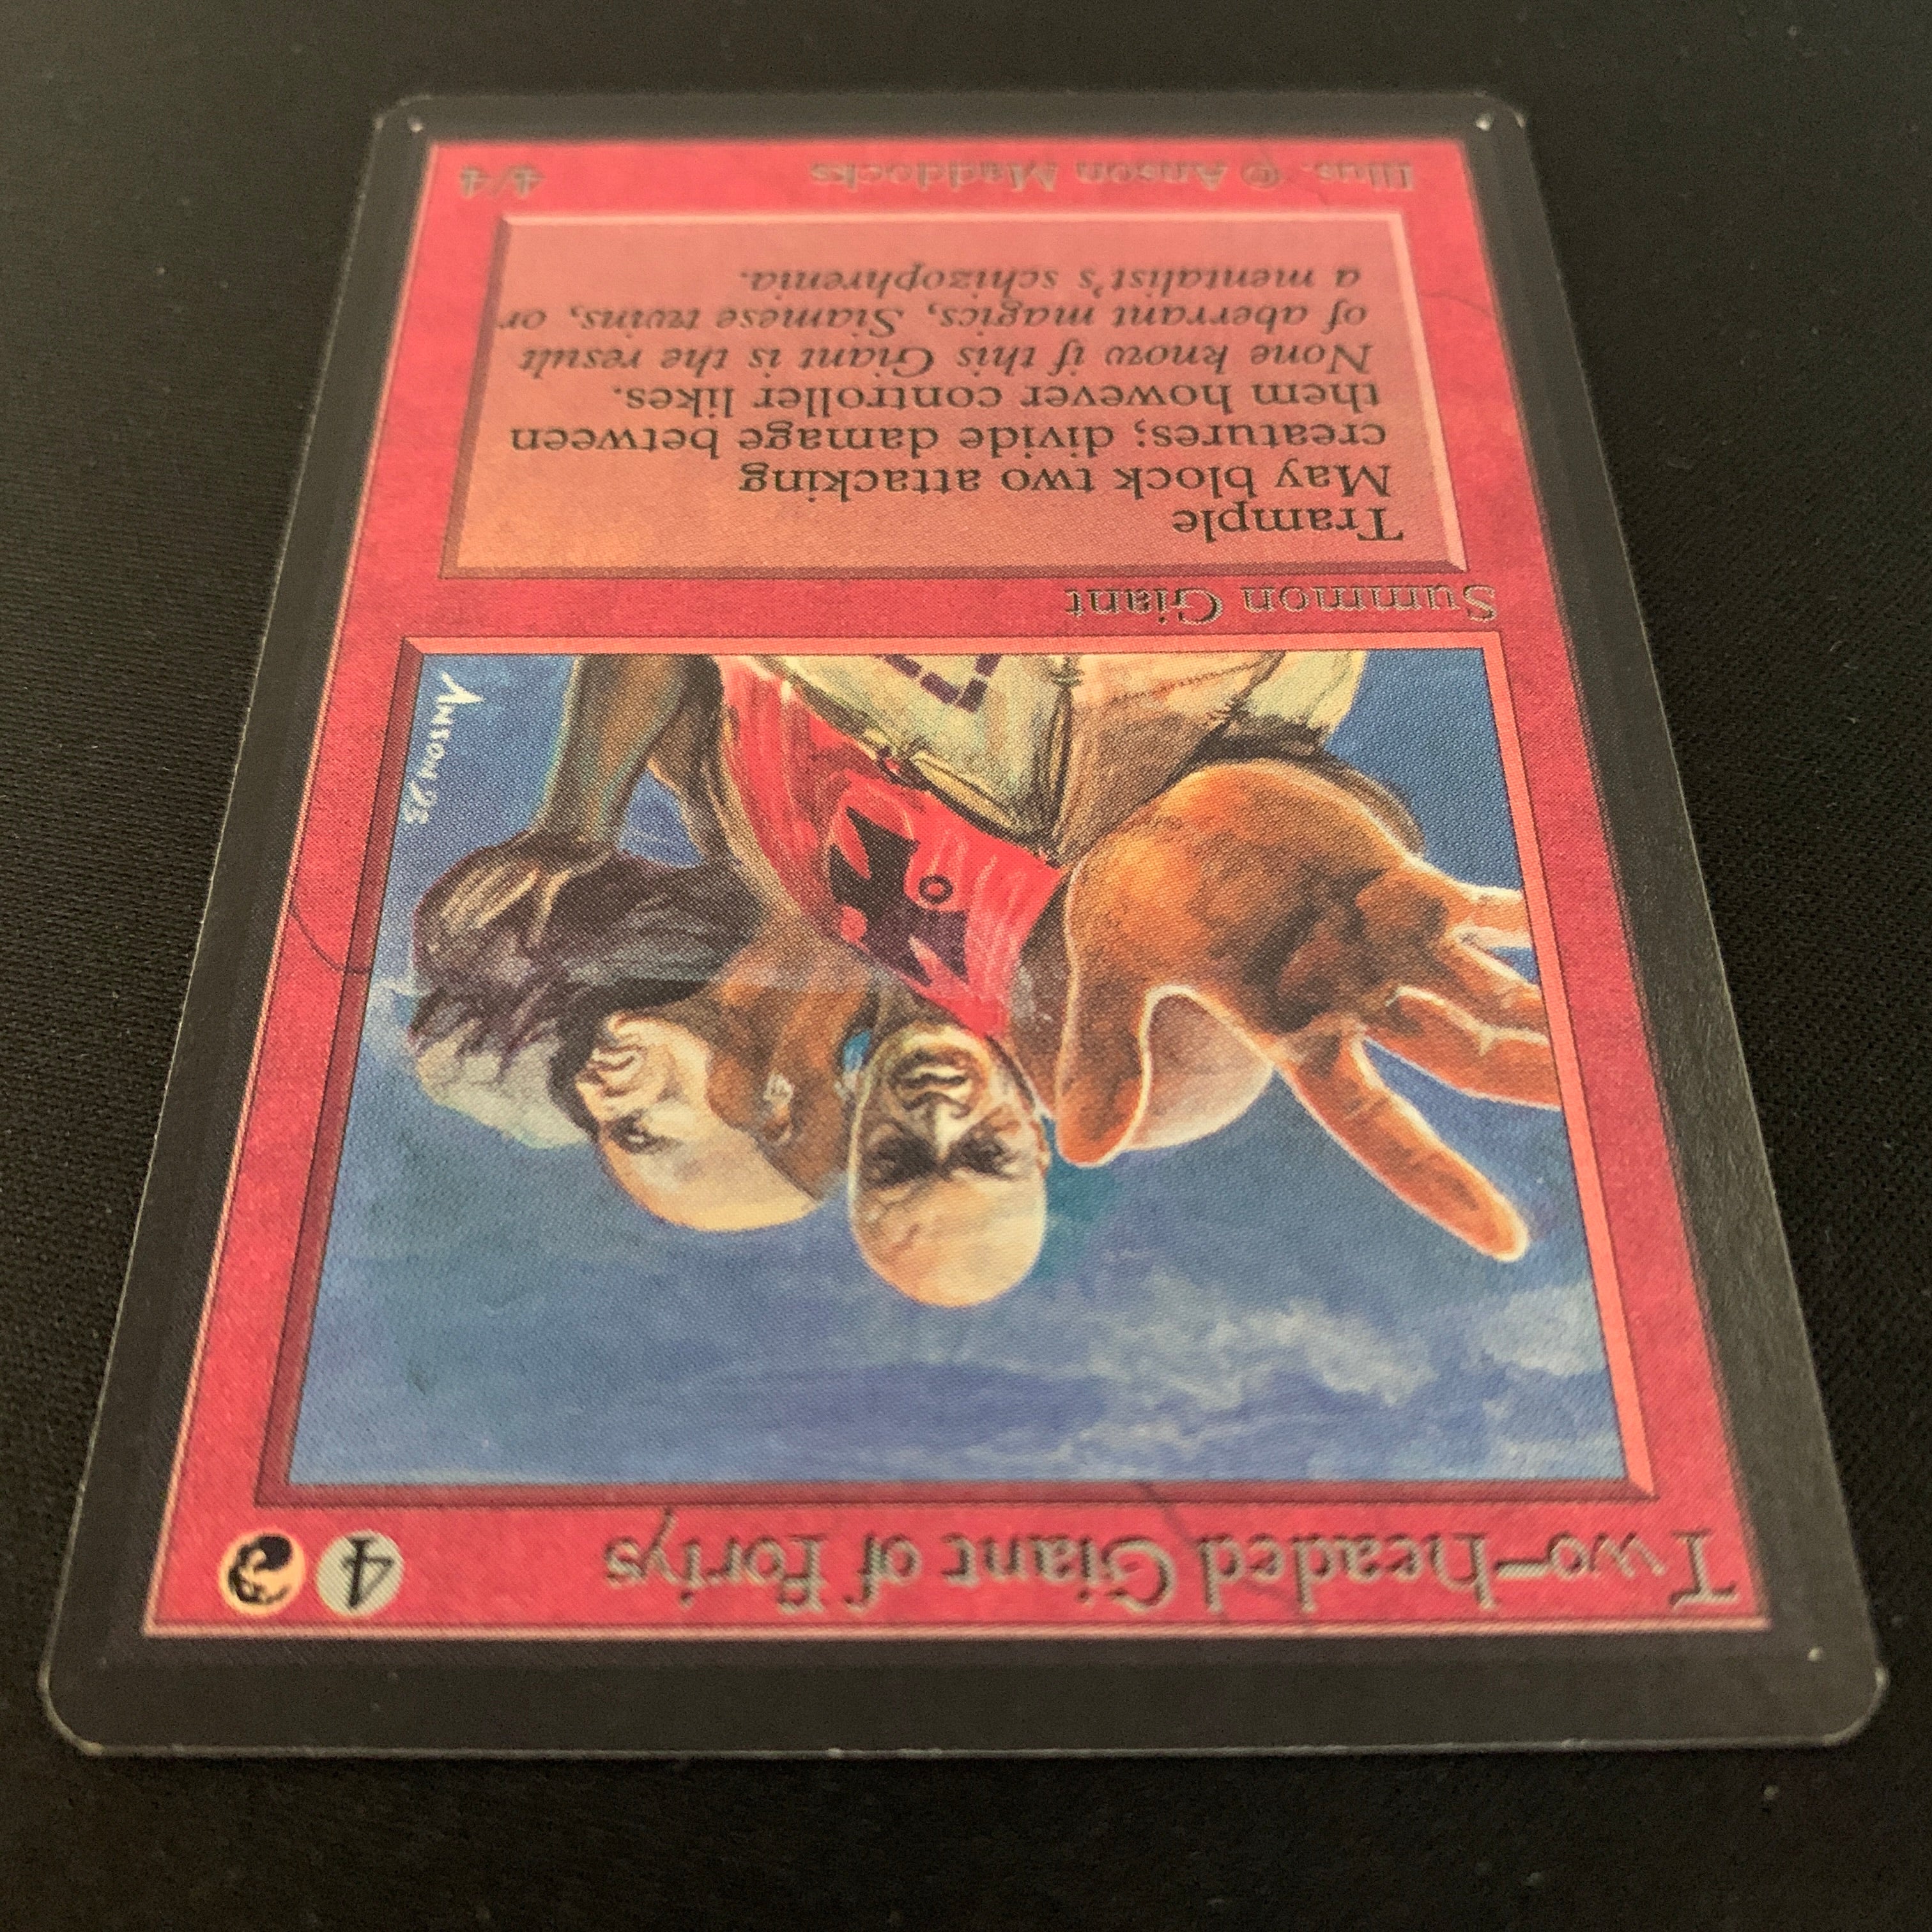 Two-headed Giant of Foriys
4
Summon Giant
Trample
May block two attacking
creatures; divide damage between
them however controller likes.
None know if this Giant is the result
of aberrant magics, Siamese twins, or
a mentalist's schizophrenia.
Illus. © Anson Maddocks
4/4